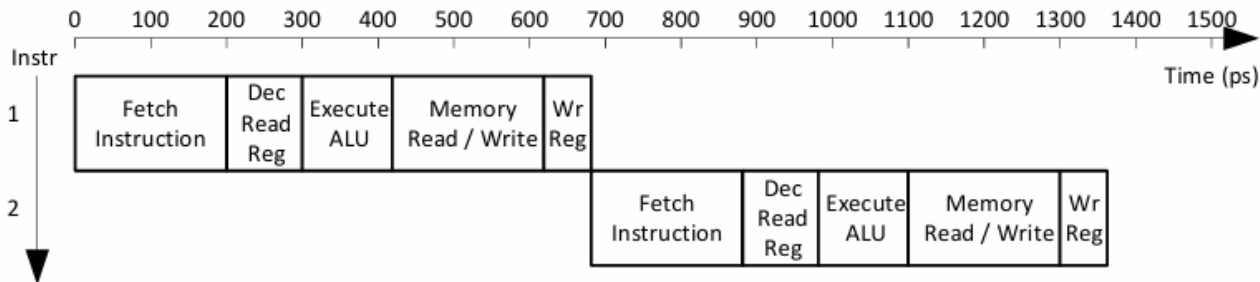 0 100 200 300 400 500 600 700 800 900 1000 1100 1200 1300 1400 1500
Instr
Time (ps)
1
Fetch
Instruction
Dec
Read
Reg
Execute
ALU
Memory
Read / Write
Wr
Reg
2
Fetch
Instruction
Dec
Read
Reg
Execute
ALU
Memory
Read / Write
Wr
Reg